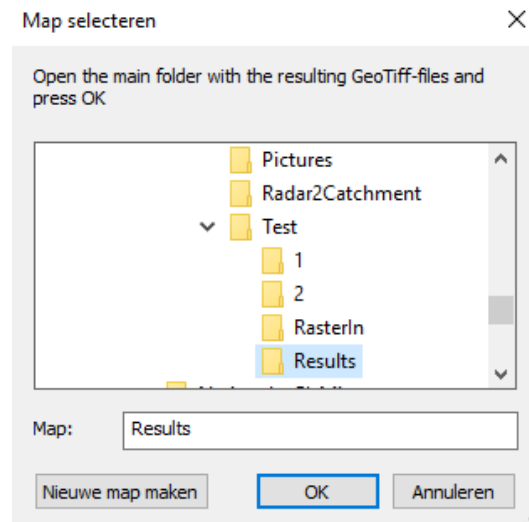 Map selecteren
Open the main folder with the resulting GeoTiff-files and
press OK
Pictures
Radar2Catchment
Test
1
2
RasterIn
Results
Map:
Results
Nieuwe map maken
OK
Annuleren